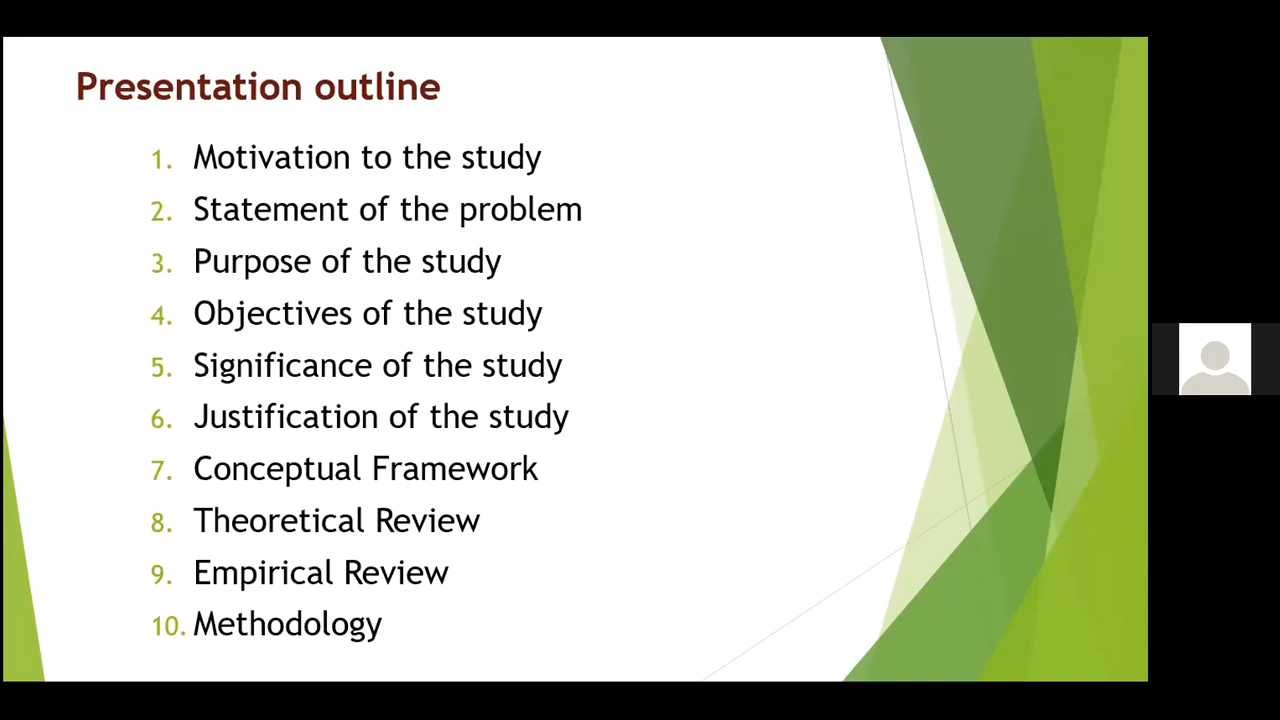 Presentation outline
1. Motivation to the study
2. Statement of the problem
3. Purpose of the study
4. Objectives of the study
5. Significance of the study
6. Justification of the study
7. Conceptual Framework
8. Theoretical Review
9. Empirical Review
10. Methodology